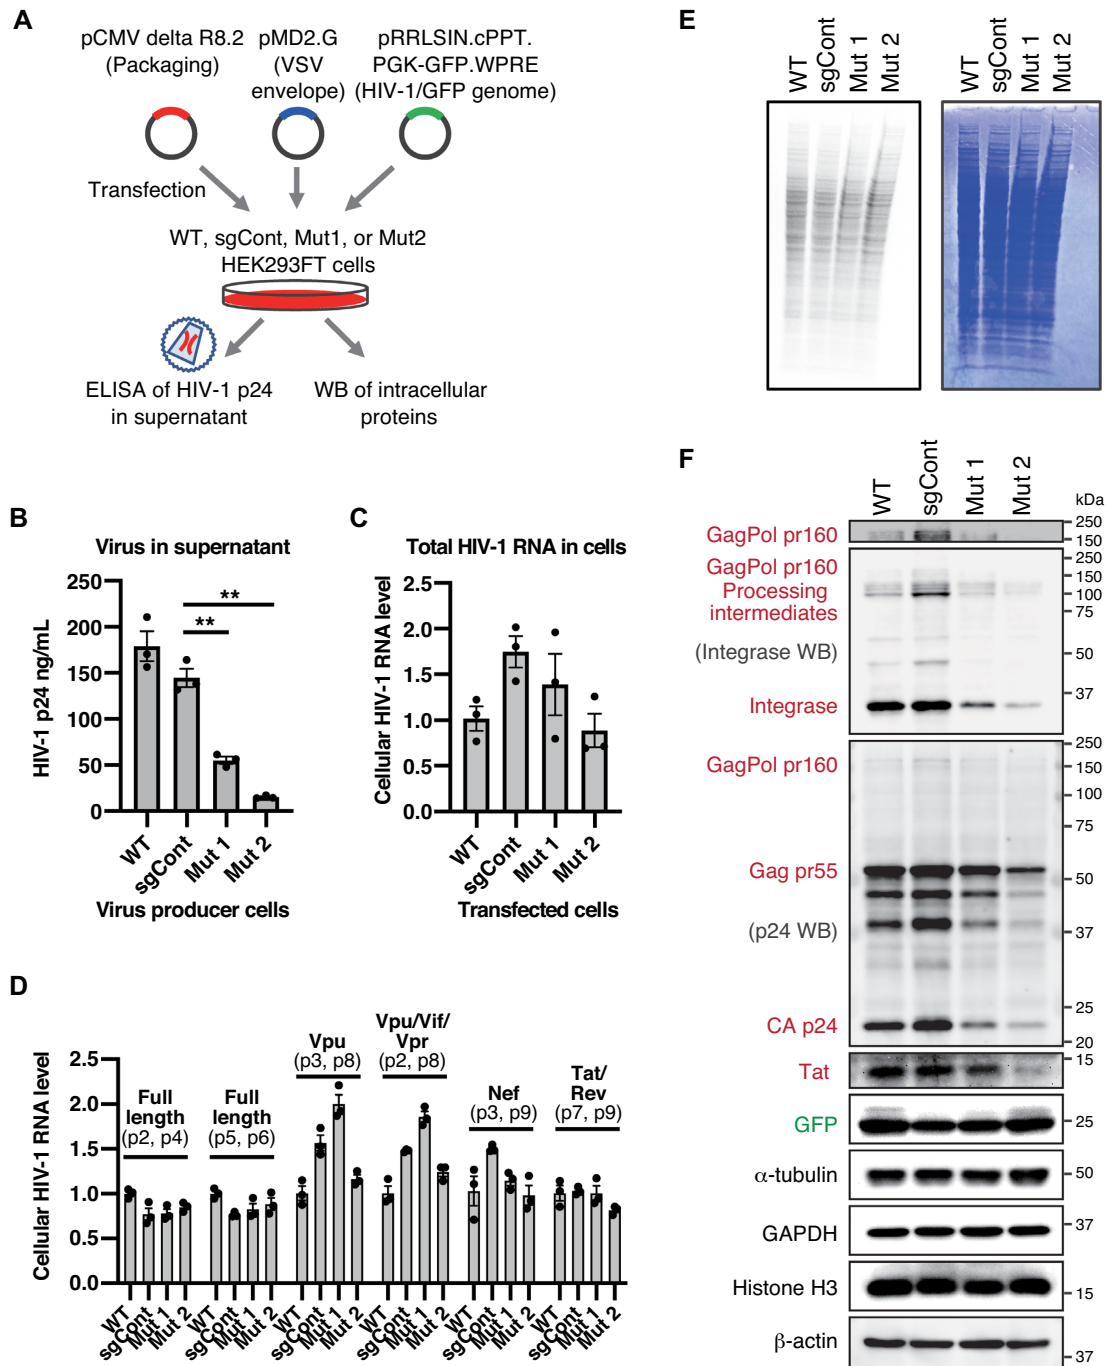 A
pCMV delta R8.2
(Packaging)
pMD2.G
(VSV
envelope)
pRRLSIN.cPPT.
PGK-GFP.WPRE
(HIV-1/GFP genome)
Transfection
WT, sgCont, Mut1, or Mut2
HEK293FT cells
ELISA of HIV-1 p24
in supernatant
WB of intracellular
proteins
B
Virus in supernatant
HIV-1 p24 ng/mL
250
200
150
100
50
0
**
**
WT
sgCont
Mut 1
Mut 2
Virus producer cells
C
Total HIV-1 RNA in cells
Cellular HIV-1 RNA level
2.5
2.0
1.5
1.0
0.5
0.0
WT
sgCont
Mut 1
Mut 2
Transfected cells
D
Cellular HIV-1 RNA level
2.5
2.0
1.5
1.0
0.5
0.0
Full
length
(p2, p4)
Full
length
(p5, p6)
Vpu
(p3, p8)
Vpu/Vif/
Vpr
(p2, p8)
Nef
(p3, p9)
Tat/
Rev
(p7, p9)
WT
sgCont
Mut 1
Mut 2
WT
sgCont
Mut 1
Mut 2
WT
sgCont
Mut 1
Mut 2
WT
sgCont
Mut 1
Mut 2
WT
sgCont
Mut 1
Mut 2
WT
sgCont
Mut 1
Mut 2
E
WT
sgCont
Mut 1
Mut 2
WT
sgCont
Mut 1
Mut 2
F
WT
sgCont
Mut 1
Mut 2
kDa
GagPol pr160
250
150
GagPol pr160
Processing
intermediates
(Integrase WB)
Integrase
250
150
100
75
50
37
GagPol pr160
Gag pr55
(p24 WB)
CA p24
250
150
100
75
50
37
25
20
Tat
15
GFP
25
α-tubulin
50
GAPDH
37
Histone H3
15
β-actin
37